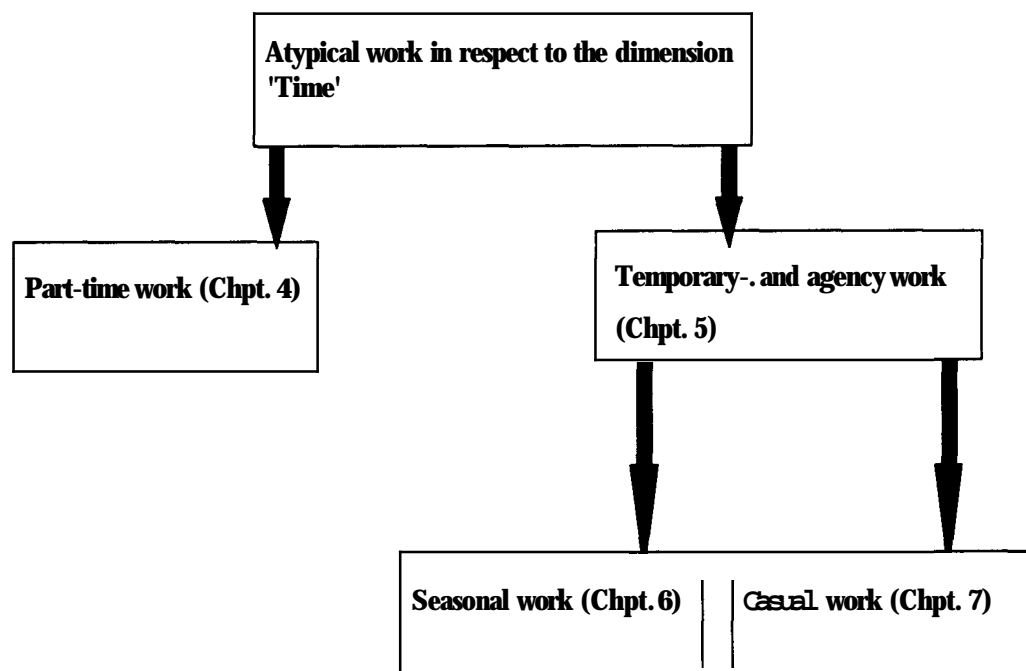 Atypical work in respect to the dimension
'Time'
Part-time work (Chpt. 4)
Temporary-. and agency work
(Chpt. 5)
Seasonal work (Chpt. 6)
Casual work (Chpt. 7)